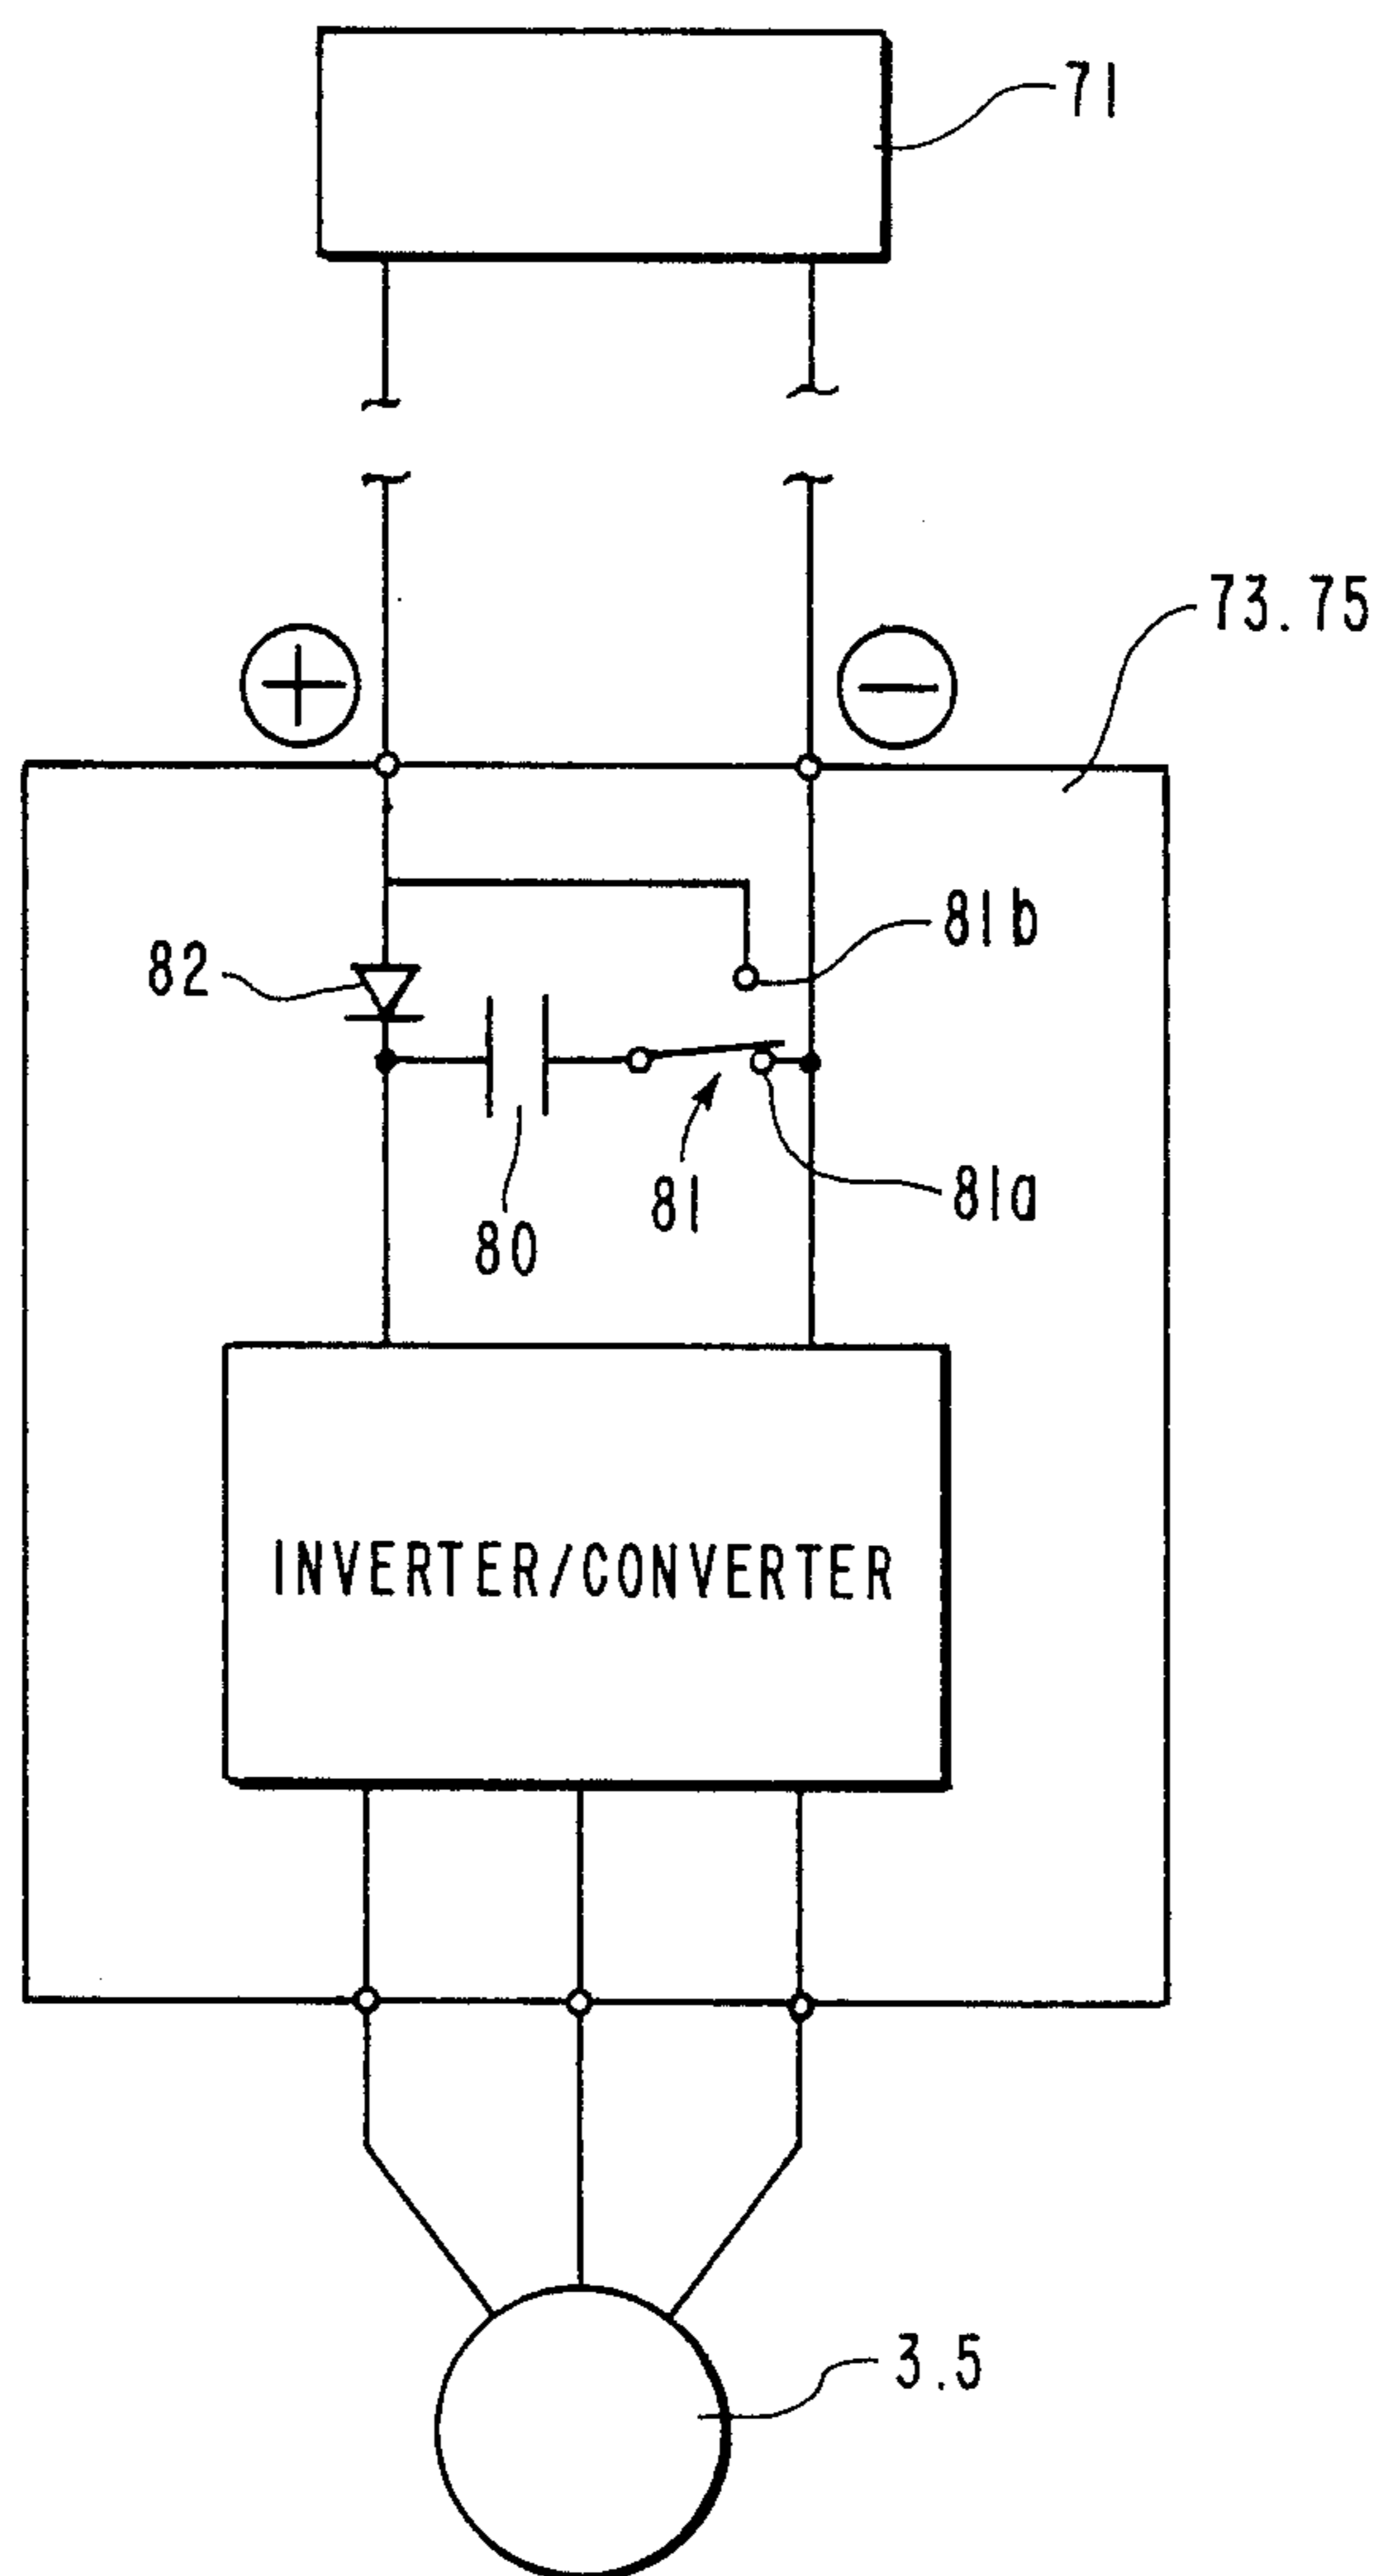 71
73.75
+
−
81b
82
81
81a
80
INVERTER/CONVERTER
3.5